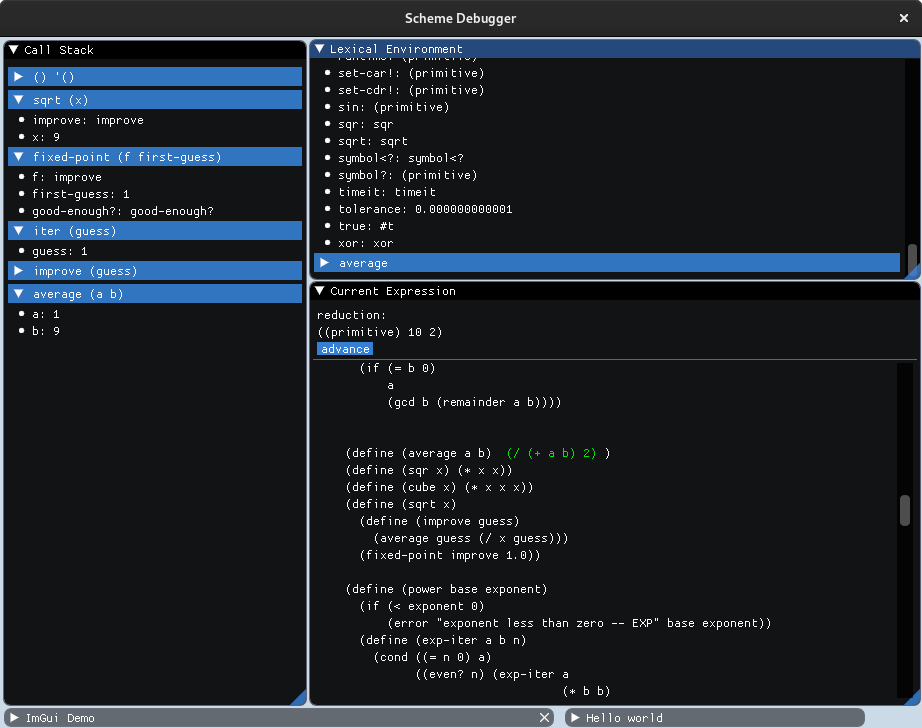 Scheme Debugger
Call Stack
() '()
sqrt (x)
improve: improve
x: 9
fixed-point (f first-guess)
f: improve
first-guess: 1
good-enough?: good-enough?
iter (guess)
guess: 1
improve (guess)
average (a b)
a: 1
b: 9
Lexical Environment
set-car!: (primitive)
set-cdr!: (primitive)
sin: (primitive)
sqr: sqr
sqrt: sqrt
symbol<?: symbol<?
symbol?: (primitive)
timeit: timeit
tolerance: 0.000000000001
true: #t
xor: xor
average
Current Expression
reduction:
((primitive) 10 2)
advance
(if (= b 0)
a
(gcd b (remainder a b))))
(define (average a b) (/ (+ a b) 2) )
(define (sqr x) (* x x))
(define (cube x) (* x x x))
(define (sqrt x)
(define (improve guess)
(average guess (/ x guess)))
(fixed-point improve 1.0))
(define (power base exponent)
(if (< exponent 0)
(error "exponent less than zero -- EXP" base exponent))
(define (exp-iter a b n)
(cond ((= n 0) a)
((even? n) (exp-iter a
(* b b)
ImGui Demo
Hello world